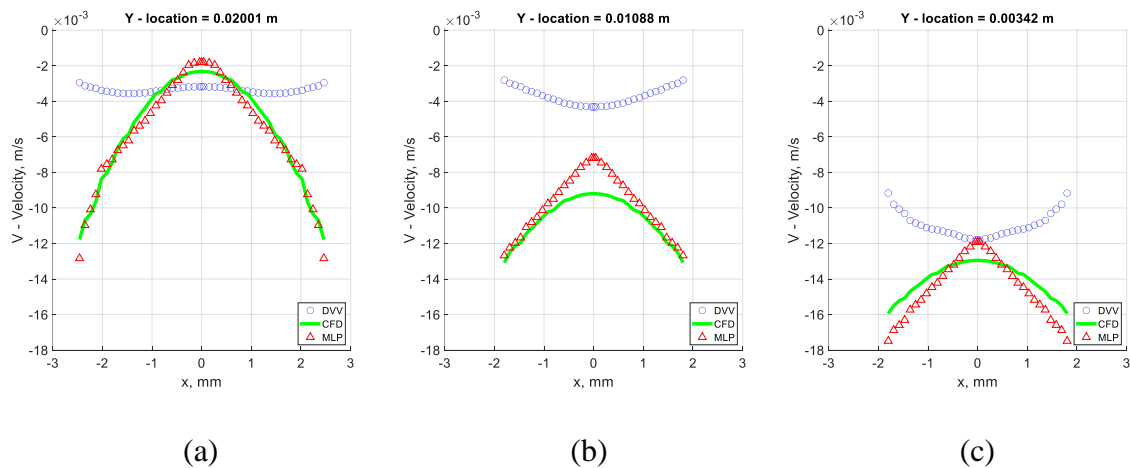 ×10⁻³
Y - location = 0.02001 m
0
-2
-4
-6
-8
-10
-12
-14
-16
-18
V - Velocity, m/s
-3 -2 -1 0 1 2 3
x, mm
DVV
CFD
MLP
(a)
×10⁻³
Y - location = 0.01088 m
0
-2
-4
-6
-8
-10
-12
-14
-16
-18
V - Velocity, m/s
-3 -2 -1 0 1 2 3
x, mm
DVV
CFD
MLP
(b)
×10⁻³
Y - location = 0.00342 m
0
-2
-4
-6
-8
-10
-12
-14
-16
-18
V - Velocity, m/s
-3 -2 -1 0 1 2 3
x, mm
DVV
CFD
MLP
(c)